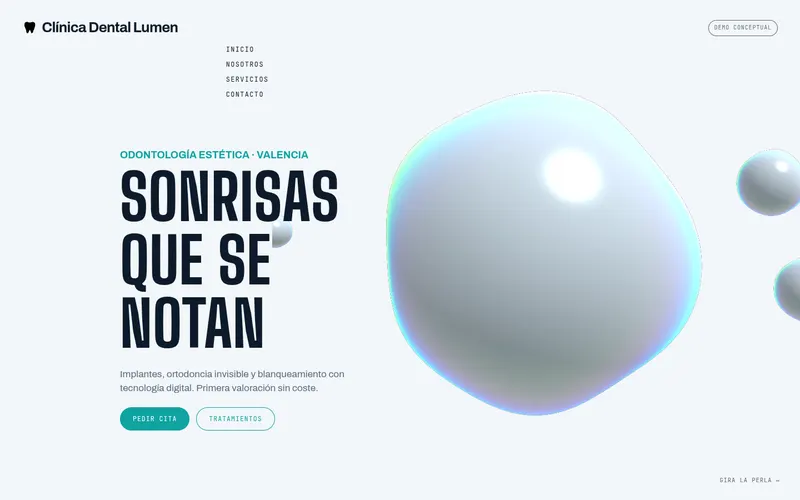 Clínica Dental Lumen
DEMO CONCEPTUAL
INICIO
NOSOTROS
SERVICIOS
CONTACTO
ODONTOLOGÍA ESTÉTICA · VALENCIA
SONRISAS
QUE SE
NOTAN
Implantes, ortodoncia invisible y blanqueamiento con
tecnología digital. Primera valoración sin coste.
PEDIR CITA
TRATAMIENTOS
GIRA LA PERLA →